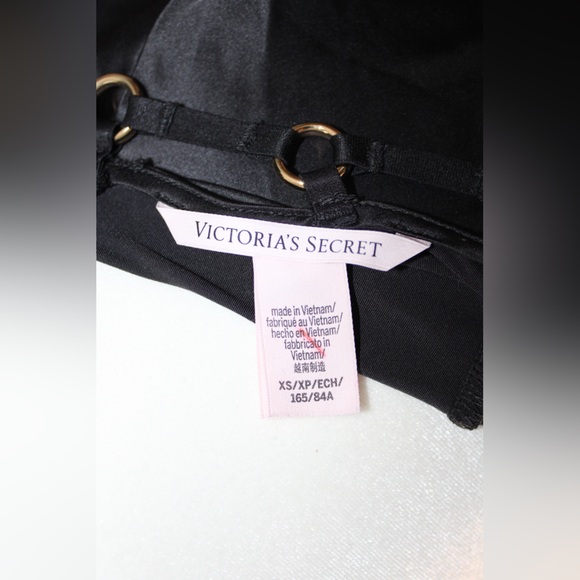 VICTORIA'S SECRET
made in Vietnam/
fabriqué au Vietnam/
hecho en Vietnam/
fabbricato in
Vietnam/
越南制造
XS/XP/ECH/
165/84A